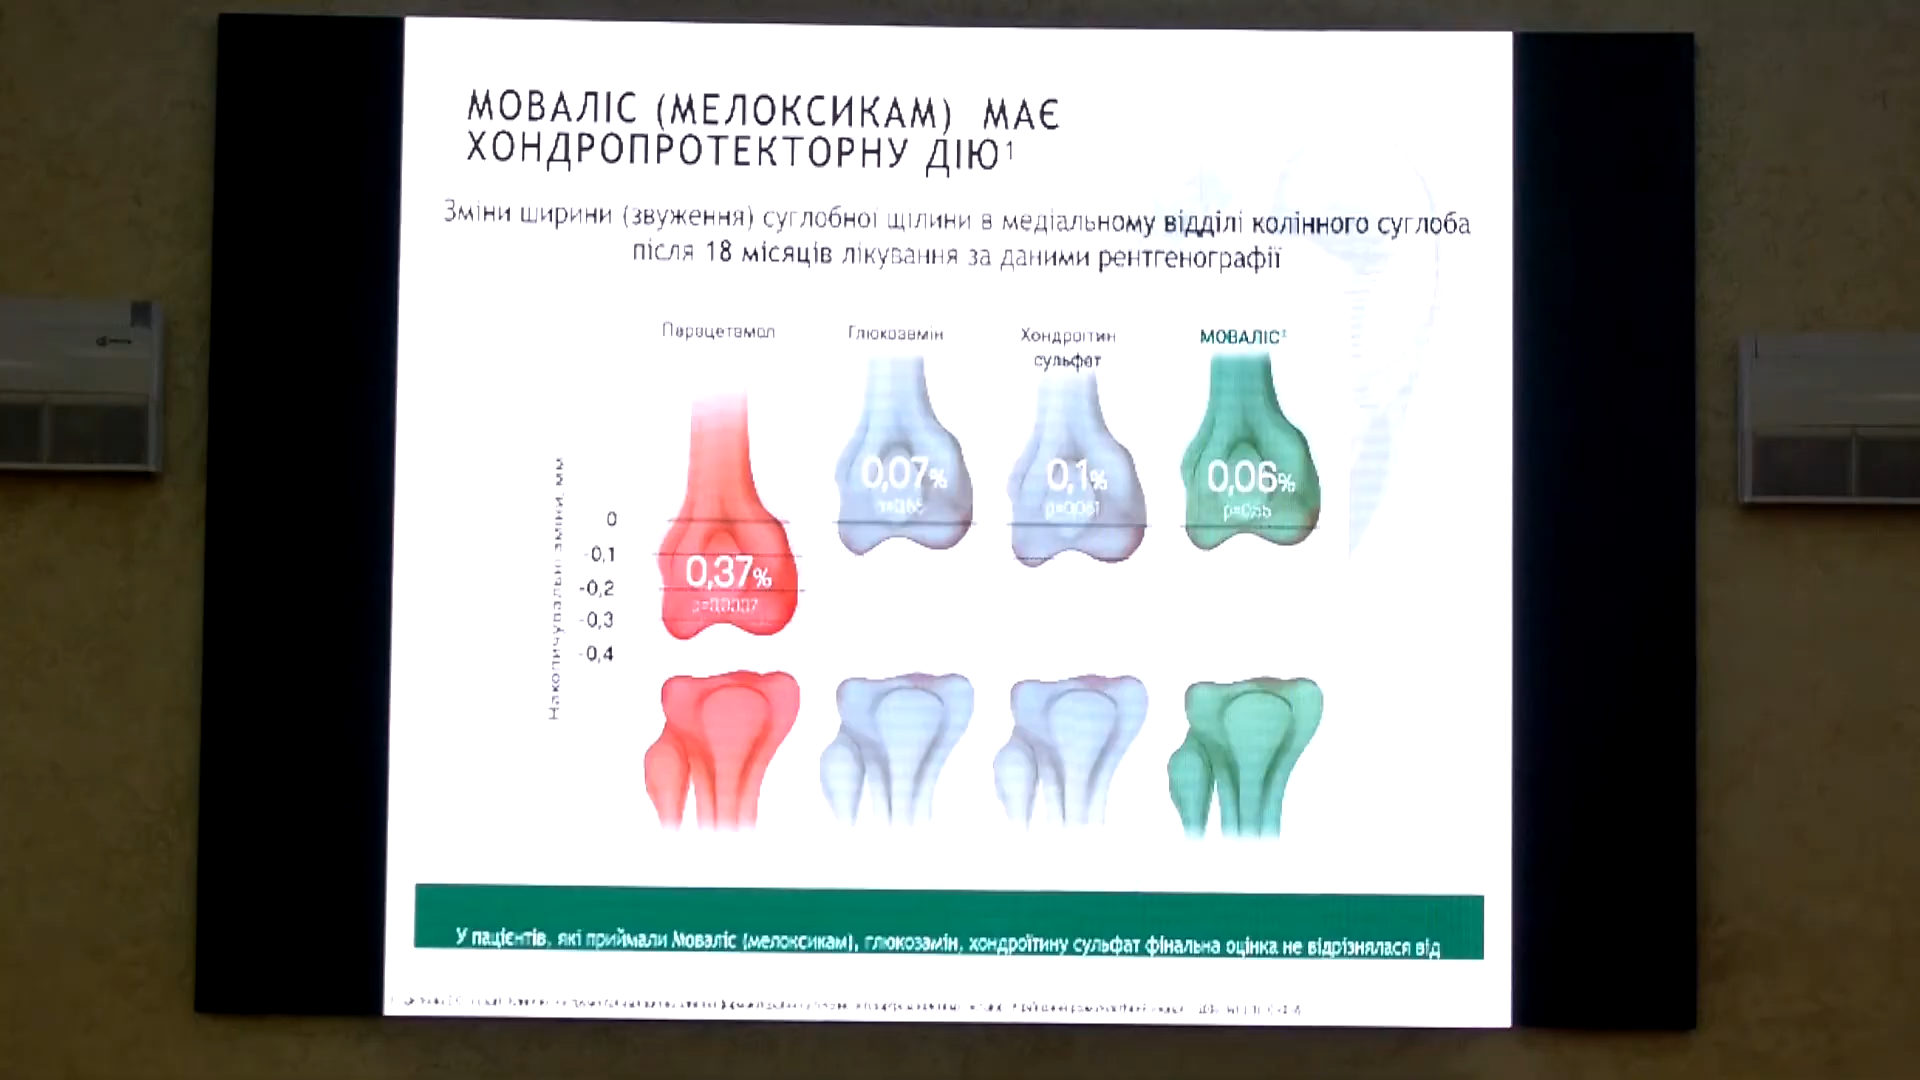 МОВАЛІС (МЕЛОКСИКАМ) МАЄ
ХОНДРОПРОТЕКТОРНУ ДІЮ¹
Зміни ширини (звуження) суглобної щілини в медіальному відділі колінного суглоба
після 18 місяців лікування за даними рентгенографії
Парацетамол
Глюкозамін
Хондроїтин
сульфат
МОВАЛІС²
Накопичувальні зміни, мм
0
-0,1
-0,2
-0,3
-0,4
0,37%
0,07%
0,1%
0,06%
У пацієнтів, які приймали Моваліс (мелоксикам), глюкозамін, хондроїтину сульфат фінальна оцінка не відрізнялася від